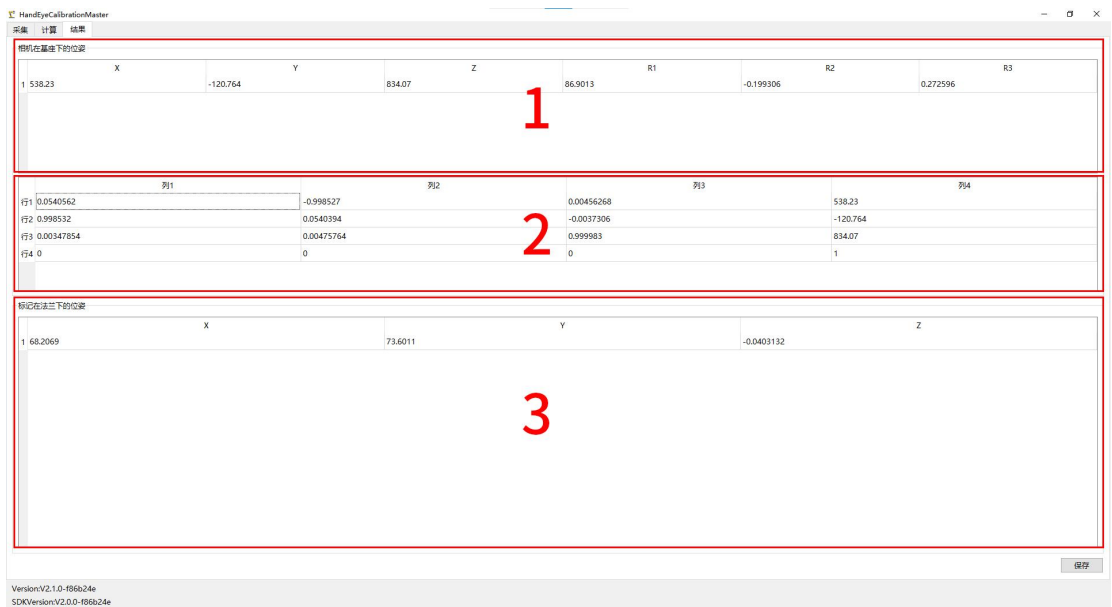 HandEyeCalibrationMaster
采集 计算 结果
相机在基座下的位姿
X Y Z R1 R2 R3
1 538.23 -120.764 834.07 86.9013 -0.199306 0.272596
1
列1 列2 列3 列4
行1 0.0540562 -0.998527 0.00456268 538.23
行2 0.998532 0.0540394 -0.0037306 -120.764
行3 0.00347854 0.00475764 0.999983 834.07
行4 0 0 0 1
2
标记在法兰下的位姿
X Y Z
1 68.2069 73.6011 -0.0403132
3
保存
Version:V2.1.0-f86b24e
SDKVersion:V2.0.0-f86b24e